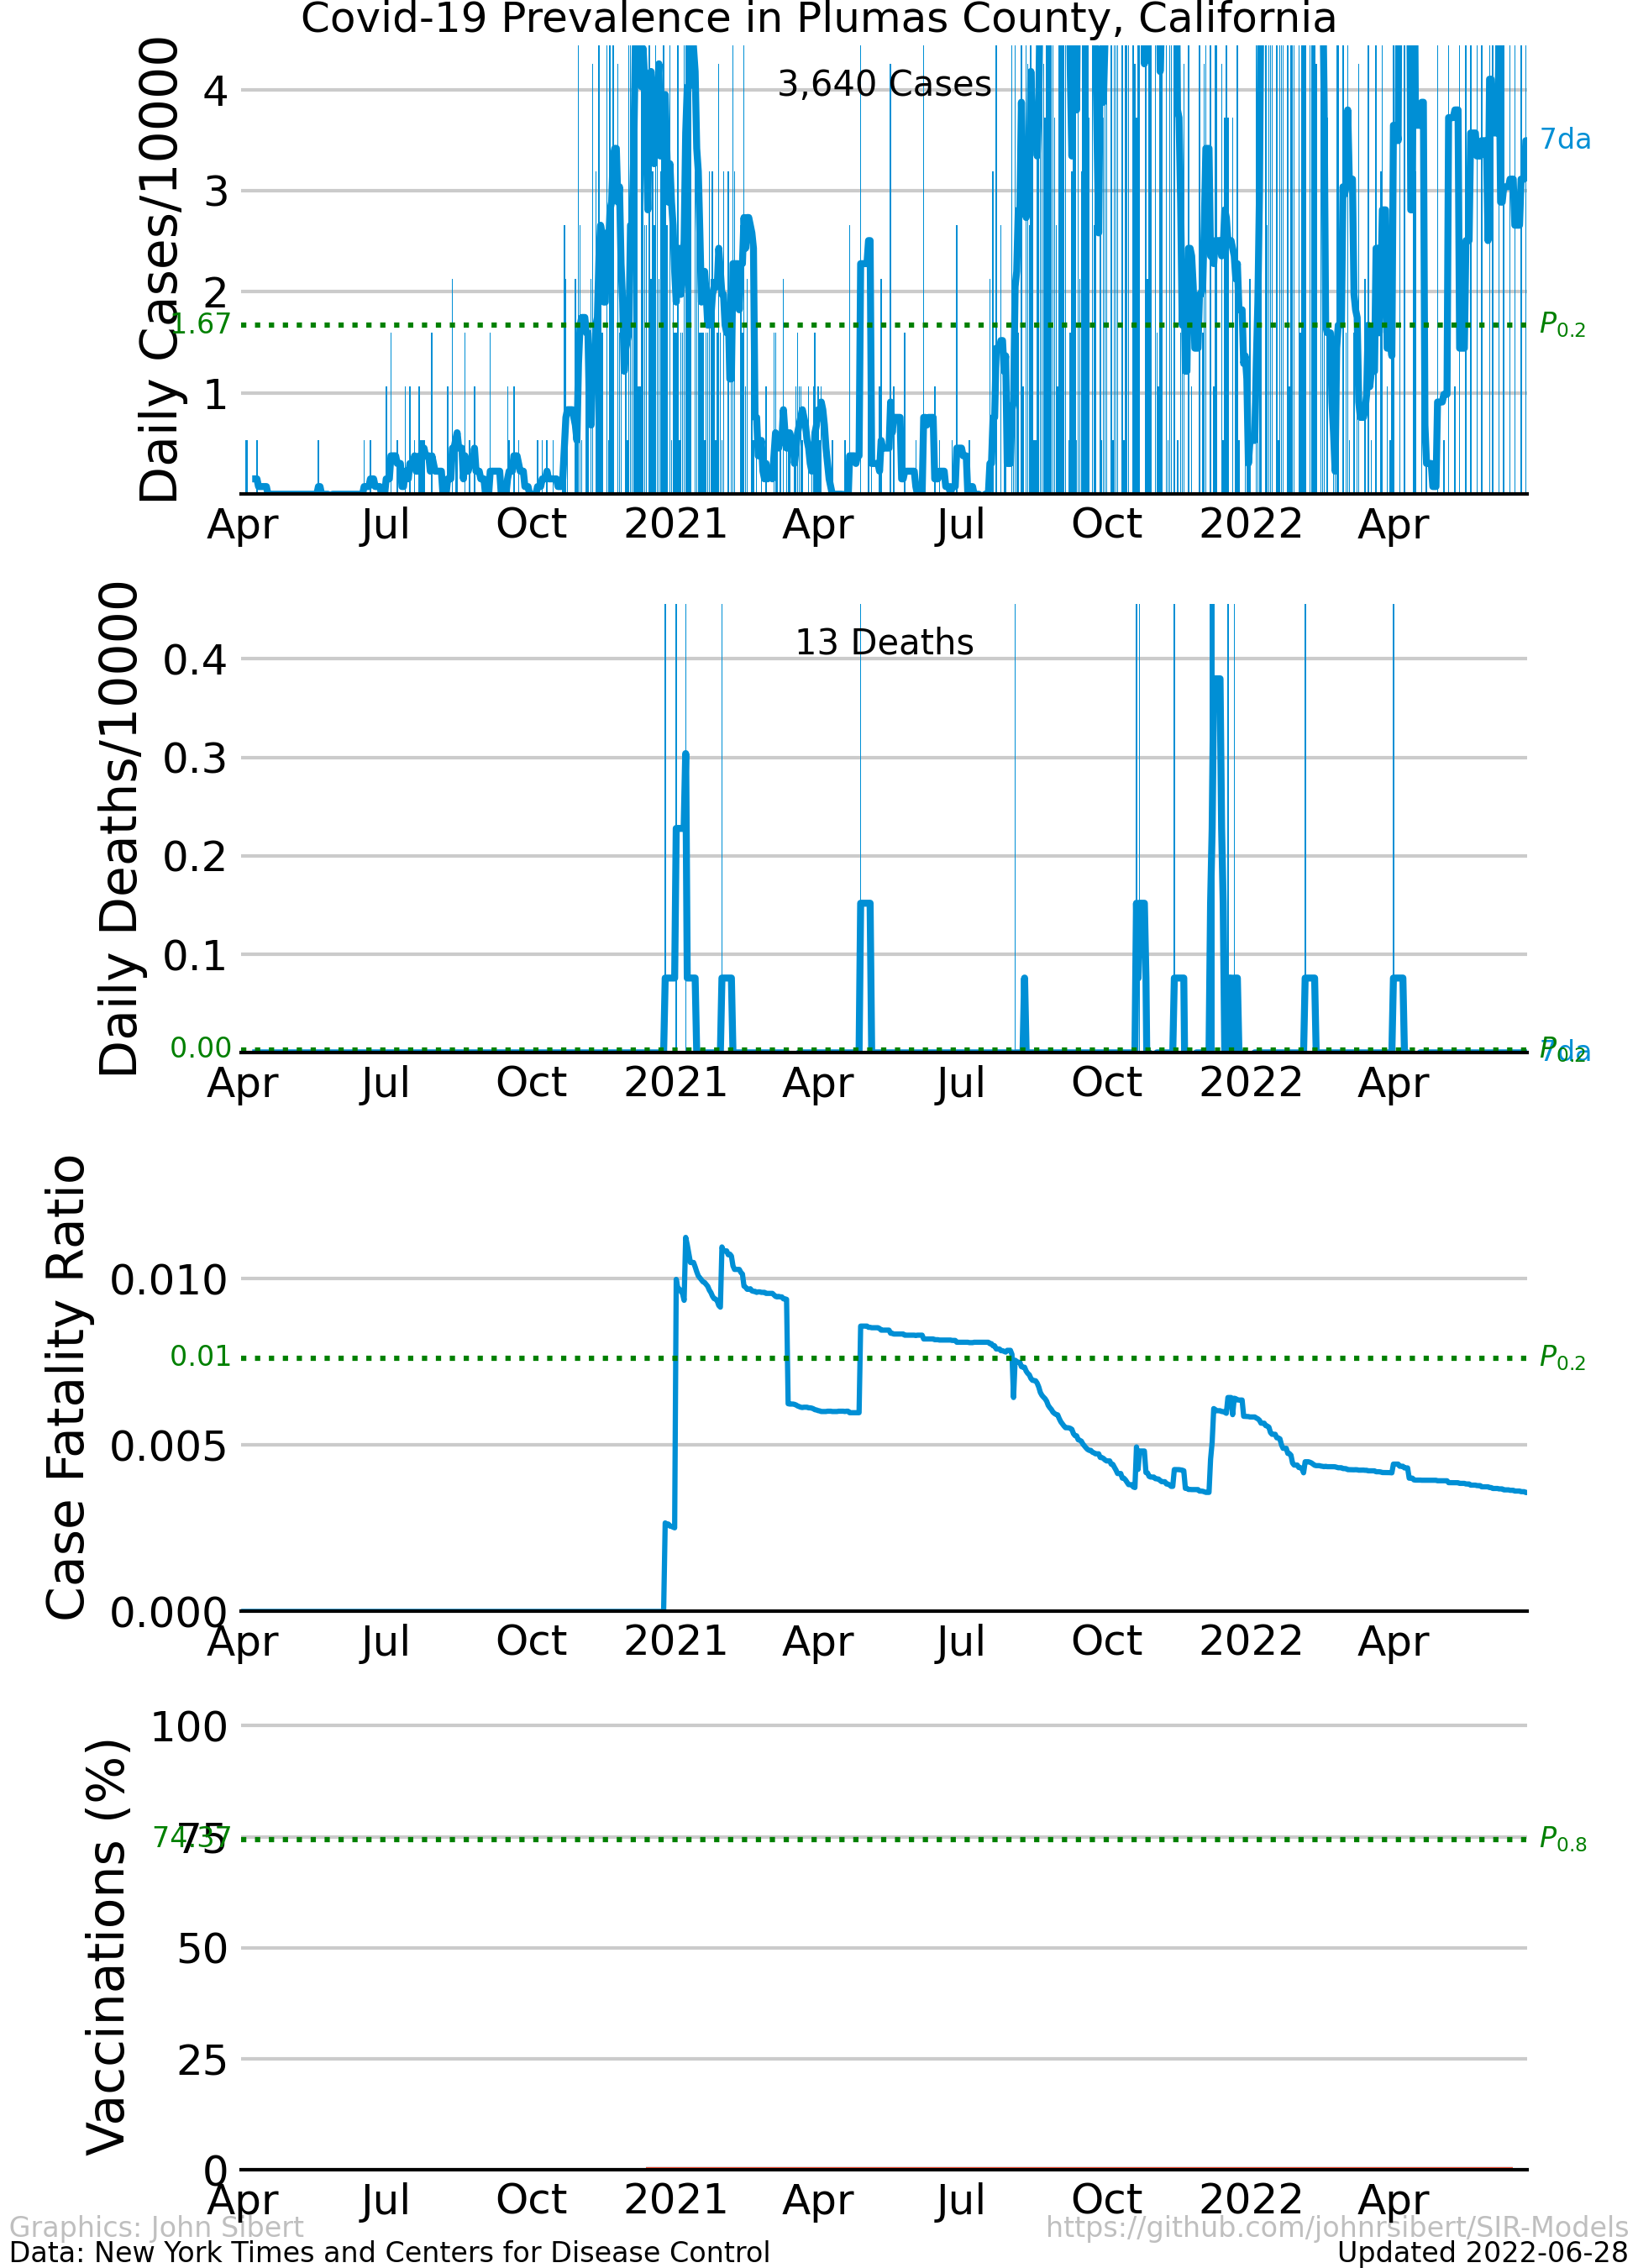 Covid-19 Prevalence in Plumas County, California
Daily Cases/10000
4
3
2
1
1.67
3,640 Cases
7da
P0.2
Apr Jul Oct 2021 Apr Jul Oct 2022 Apr
Daily Deaths/10000
0.4
0.3
0.2
0.1
0.00
13 Deaths
P0.2
7da
Apr Jul Oct 2021 Apr Jul Oct 2022 Apr
Case Fatality Ratio
0.010
0.01
0.005
0.000
P0.2
Apr Jul Oct 2021 Apr Jul Oct 2022 Apr
Vaccinations (%)
100
75
74.37
50
25
0
P0.8
Apr Jul Oct 2021 Apr Jul Oct 2022 Apr
Graphics: John Sibert
https://github.com/johnrsibert/SIR-Models
Data: New York Times and Centers for Disease Control
Updated 2022-06-28